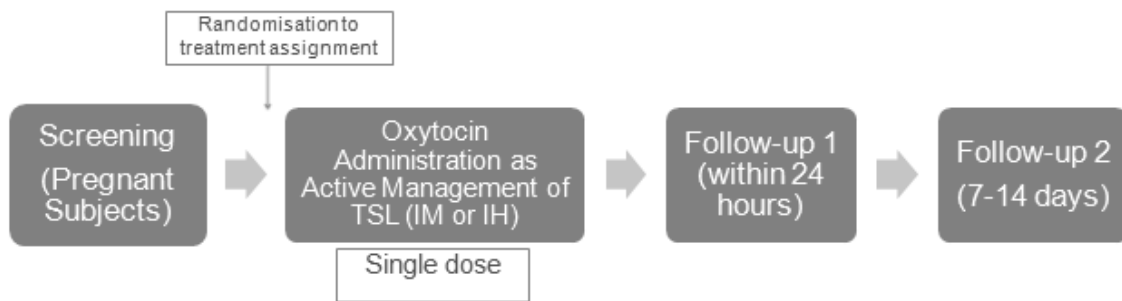 Randomisation to
treatment assignment
Screening
(Pregnant
Subjects)
Oxytocin
Administration as
Active Management of
TSL (IM or IH)
Single dose
Follow-up 1
(within 24
hours)
Follow-up 2
(7-14 days)